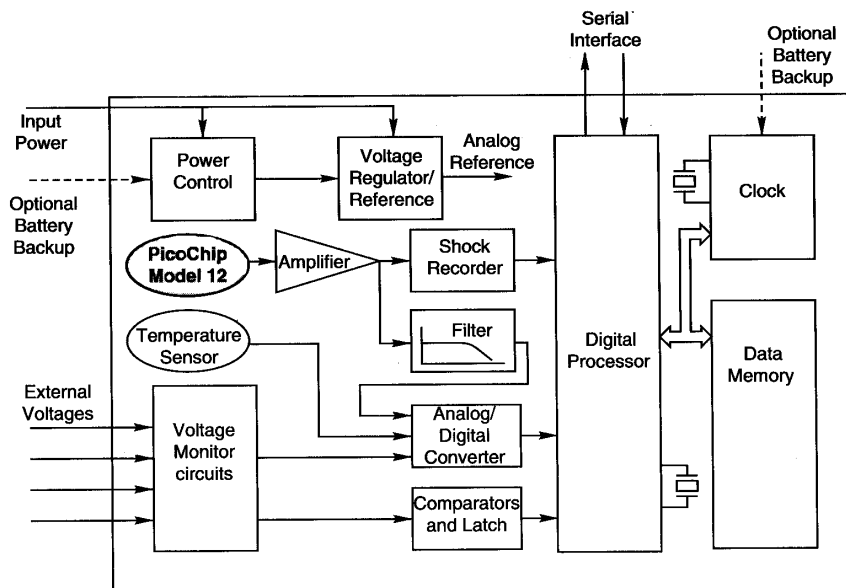 Serial
Interface
Optional
Battery
Backup
Input
Power
Power
Control
Voltage
Regulator/
Reference
Analog
Reference
Clock
Optional
Battery
Backup
PicoChip
Model 12
Amplifier
Shock
Recorder
Temperature
Sensor
Filter
Digital
Processor
Data
Memory
External
Voltages
Voltage
Monitor
circuits
Analog/
Digital
Converter
Comparators
and Latch